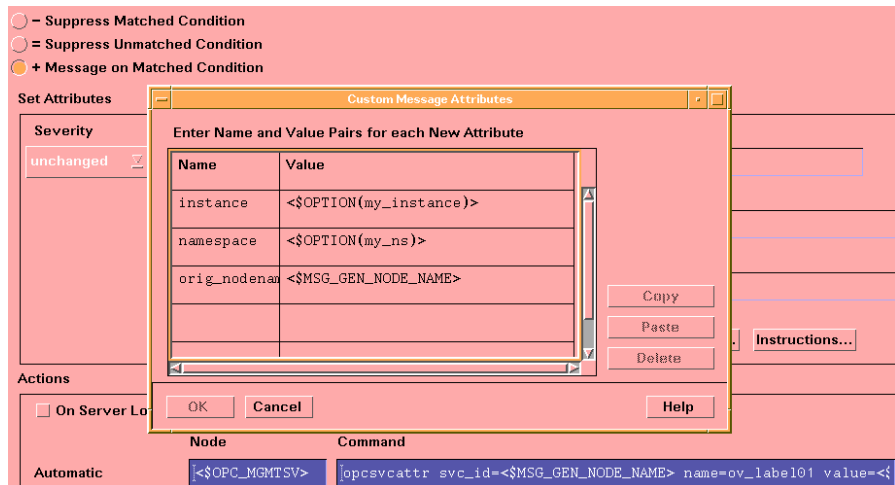 – Suppress Matched Condition
= Suppress Unmatched Condition
+ Message on Matched Condition
Set Attributes
Custom Message Attributes
Severity
unchanged
Enter Name and Value Pairs for each New Attribute
Name Value
instance <$OPTION(my_instance)>
namespace <$OPTION(my_ns)>
orig_nodenam <$MSG_GEN_NODE_NAME>
Copy
Paste
Delete
. Instructions...
Actions
On Server Lo
OK Cancel Help
Node Command
Automatic <$OPC_MGMTSV> opcsvcattr svc_id=<$MSG_GEN_NODE_NAME> name=ov_label01 value=<$